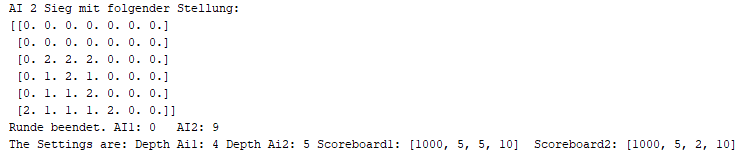 AI 2 Sieg mit folgender Stellung:
[[0. 0. 0. 0. 0. 0. 0.]
[0. 0. 0. 0. 0. 0. 0.]
[0. 2. 2. 2. 0. 0. 0.]
[0. 1. 2. 1. 0. 0. 0.]
[0. 1. 1. 2. 0. 0. 0.]
[2. 1. 1. 1. 2. 0. 0.]]
Runde beendet. AI1: 0 AI2: 9
The Settings are: Depth Ai1: 4 Depth Ai2: 5 Scoreboard1: [1000, 5, 5, 10] Scoreboard2: [1000, 5, 2, 10]